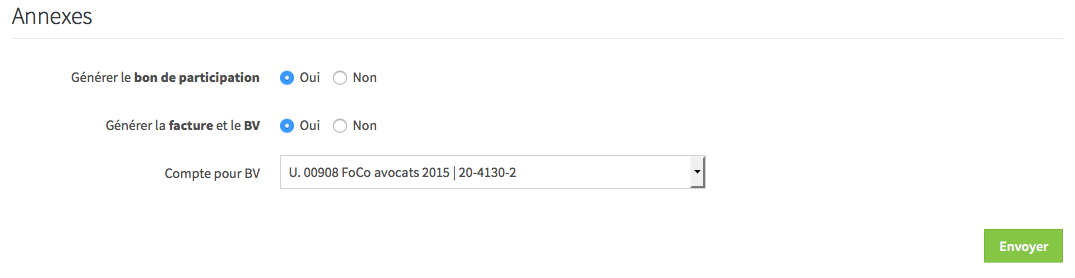 Annexes
Générer le bon de participation Oui Non
Générer la facture et le BV Oui Non
Compte pour BV U. 00908 FoCo avocats 2015 | 20-4130-2
Envoyer